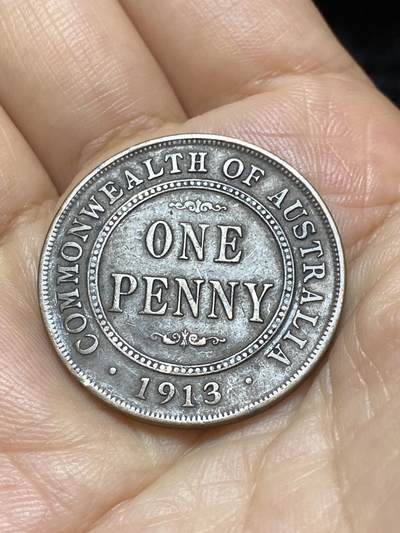 COMMONWEALTH OF AUSTRALIA
ONE
PENNY
· 1913 ·